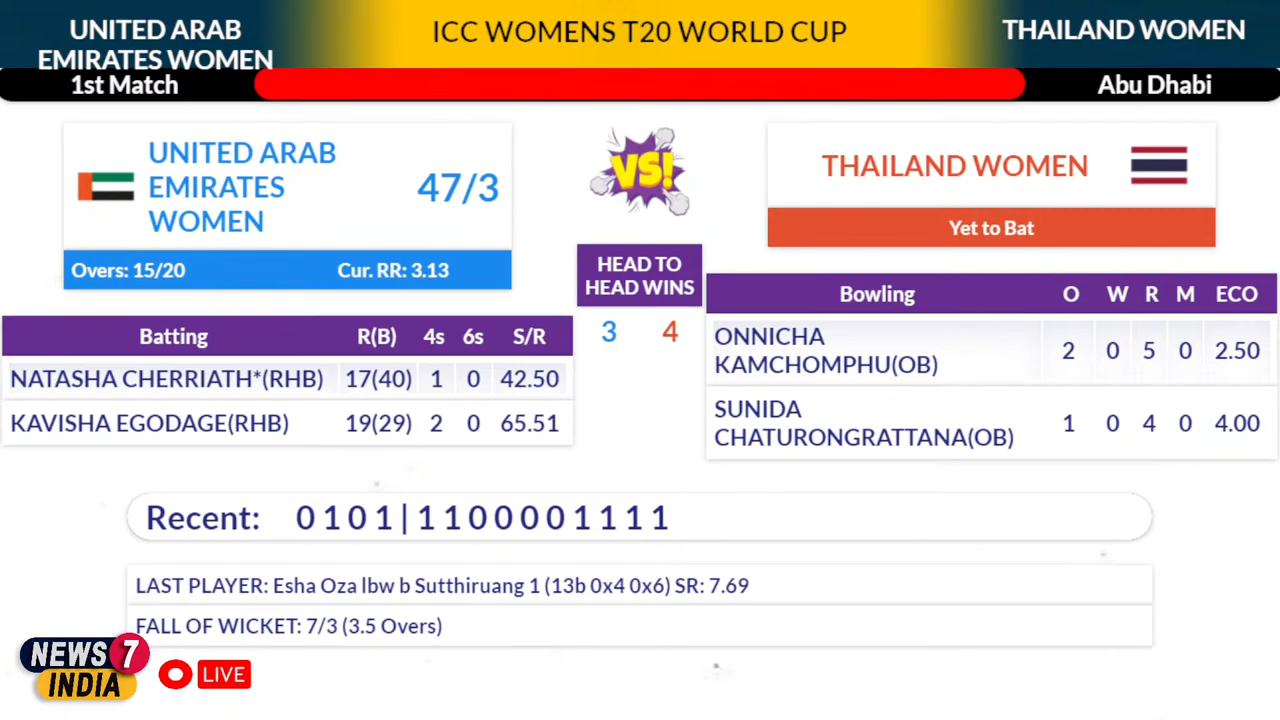 UNITED ARAB
EMIRATES WOMEN
ICC WOMENS T20 WORLD CUP
THAILAND WOMEN
1st Match
Abu Dhabi
UNITED ARAB
EMIRATES
WOMEN
47/3
Overs: 15/20 Cur. RR: 3.13
VS!
THAILAND WOMEN
Yet to Bat
HEAD TO
HEAD WINS
3 4
Batting R(B) 4s 6s S/R
NATASHA CHERRIATH*(RHB) 17(40) 1 0 42.50
KAVISHA EGODAGE(RHB) 19(29) 2 0 65.51
Bowling O W R M ECO
ONNICHA
KAMCHOMPHU(OB) 2 0 5 0 2.50
SUNIDA
CHATURONGRATTANA(OB) 1 0 4 0 4.00
Recent: 0 1 0 1 | 1 1 0 0 0 0 1 1 1 1
LAST PLAYER: Esha Oza lbw b Sutthiruang 1 (13b 0x4 0x6) SR: 7.69
FALL OF WICKET: 7/3 (3.5 Overs)
NEWS 7
INDIA
LIVE